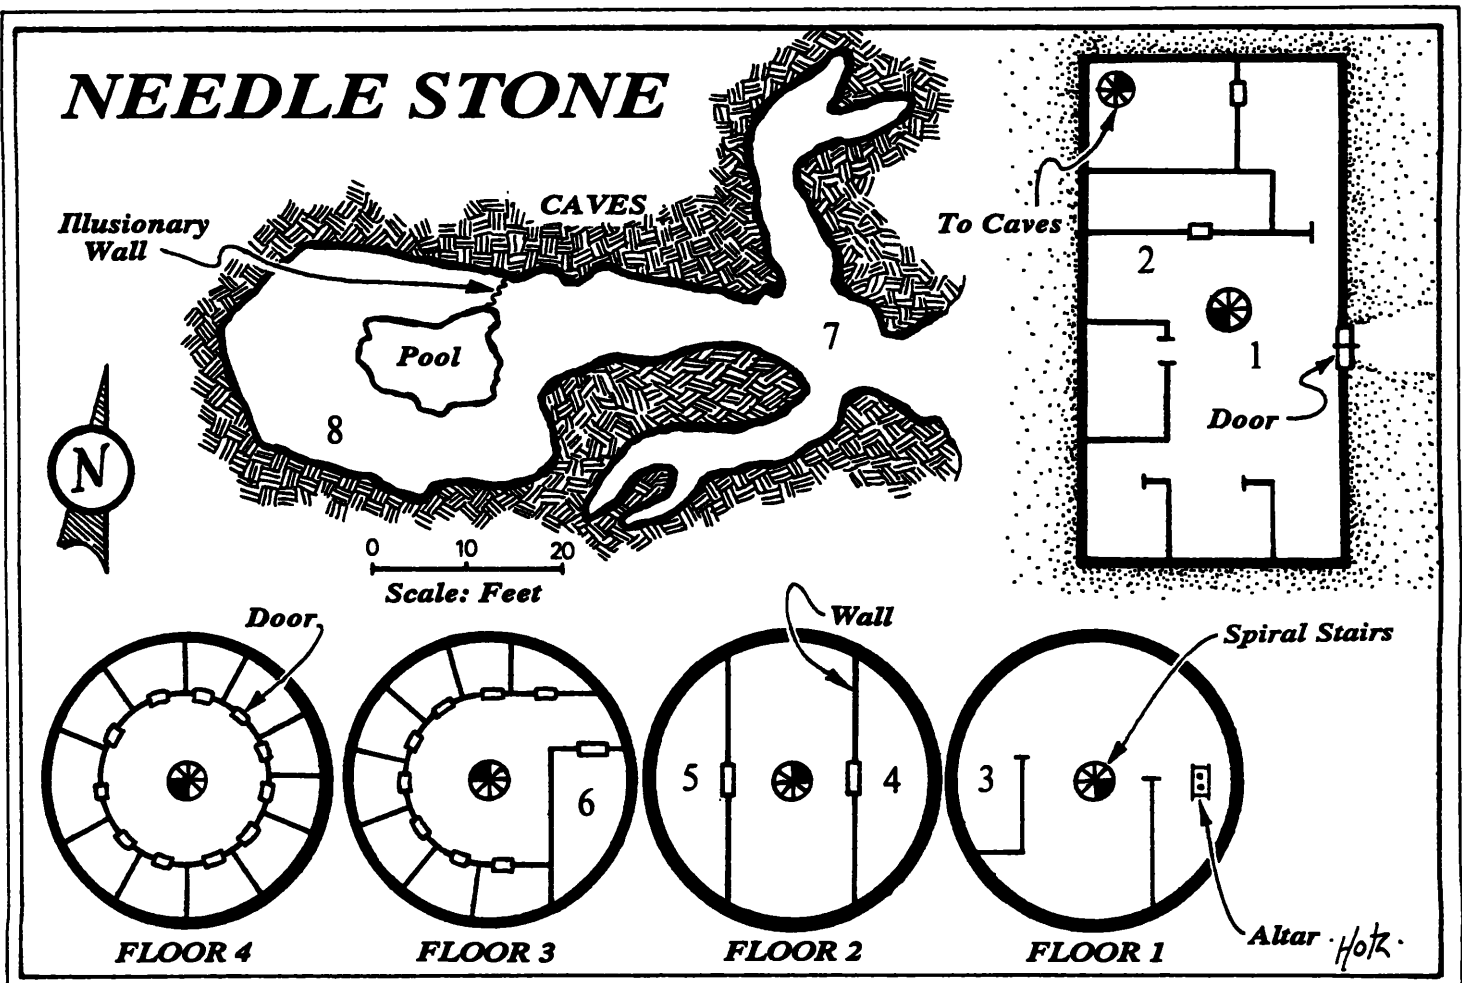 NEEDLE STONE
CAVES
Illusionary
Wall
To Caves
2
7
1
Pool
Door
8
N
0 10 20
Scale: Feet
Door
Wall
Spiral Stairs
5
4
3
6
Altar
Hotz
FLOOR 4
FLOOR 3
FLOOR 2
FLOOR 1